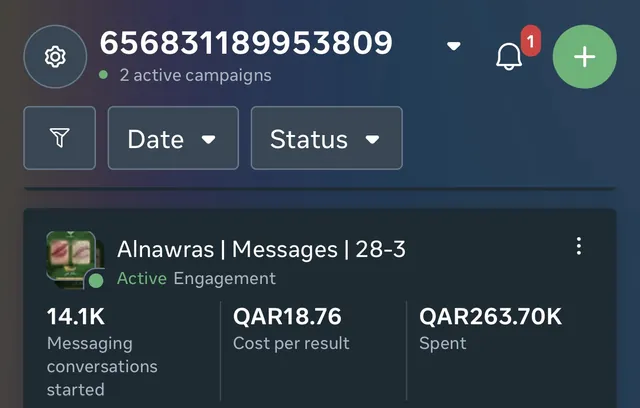 656831189953809
1
2 active campaigns
Date
Status
Alnawras | Messages | 28-3
Active Engagement
14.1K
Messaging
conversations
started
QAR18.76
Cost per result
QAR263.70K
Spent